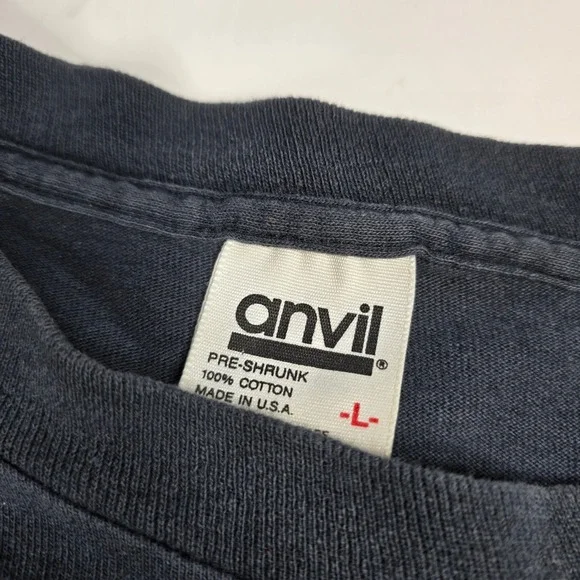 anvil®
PRE-SHRUNK
100% COTTON
MADE IN U.S.A.
-L-